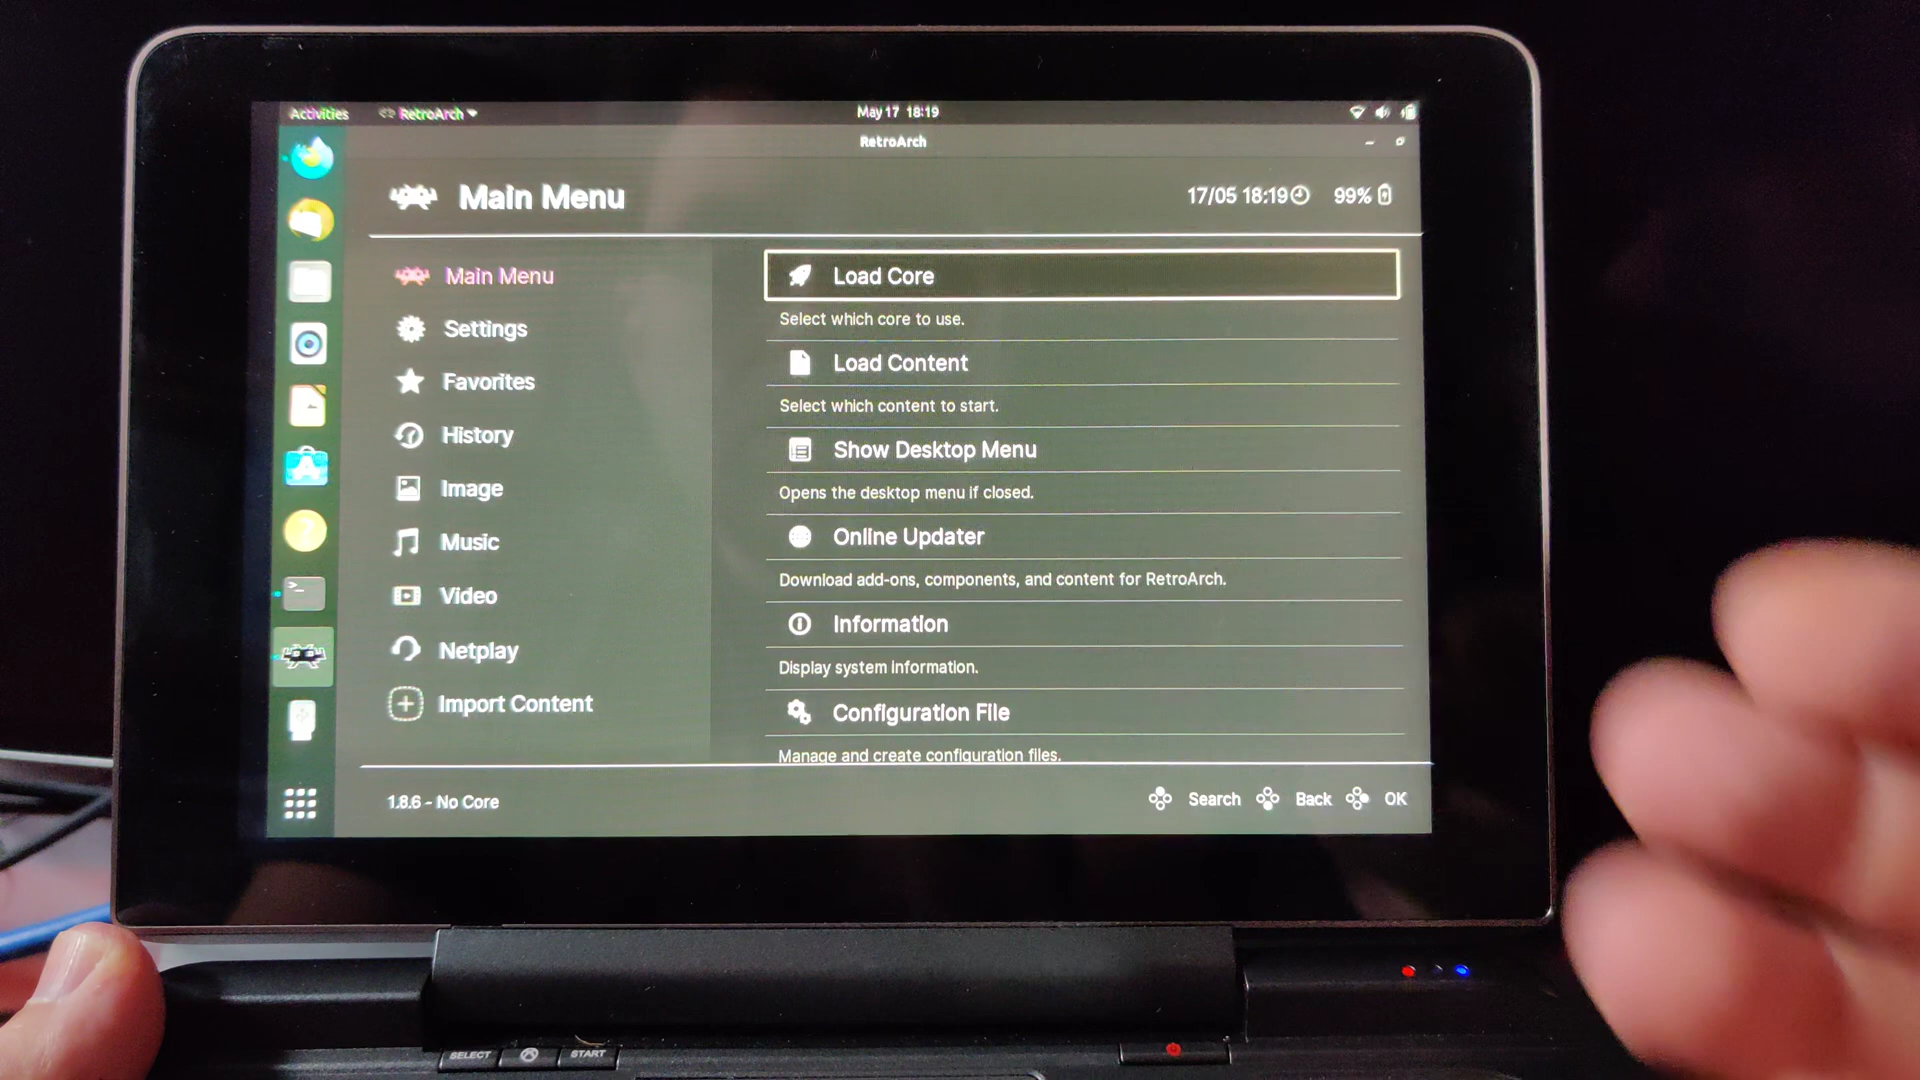 Activities RetroArch May 17 18:19
RetroArch
Main Menu 17/05 18:19 99%
Main Menu
Settings
Favorites
History
Image
Music
Video
Netplay
Import Content
Load Core
Select which core to use.
Load Content
Select which content to start.
Show Desktop Menu
Opens the desktop menu if closed.
Online Updater
Download add-ons, components, and content for RetroArch.
Information
Display system information.
Configuration File
Manage and create configuration files.
1.8.6 - No Core Search Back OK
SELECT START